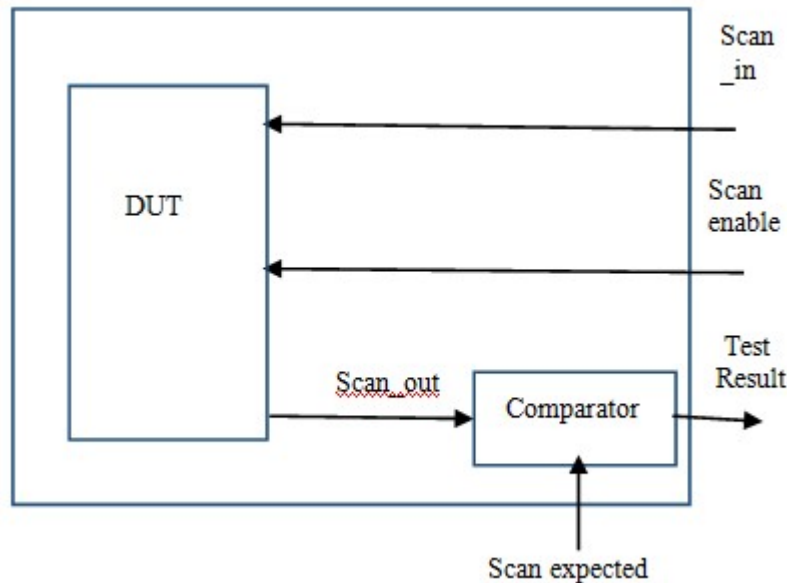 Scan
_in
DUT
Scan
enable
Test
Result
Scan_out
Comparator
Scan expected